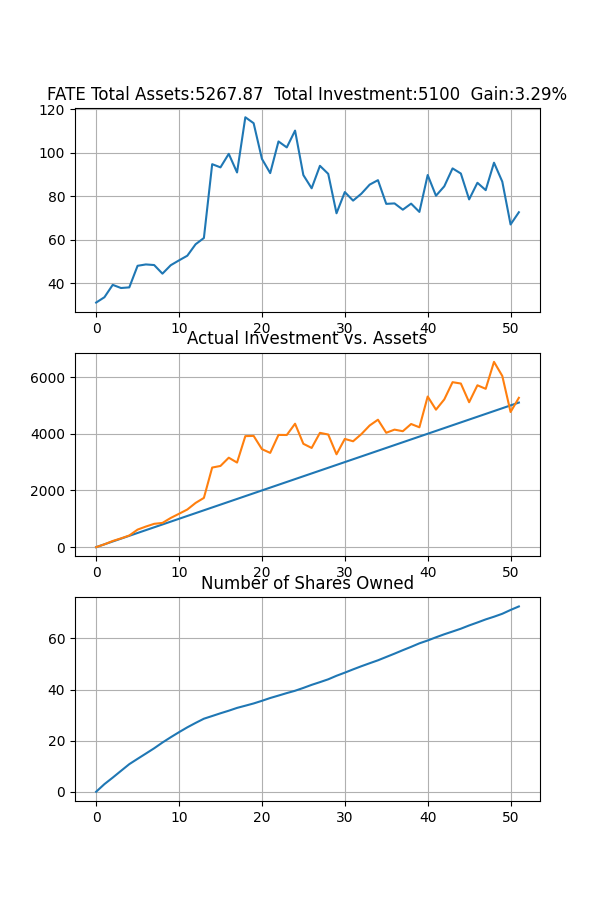 FATE Total Assets:5267.87  Total Investment:5100  Gain:3.29%
120
100
80
60
40
0 10 20 30 40 50
Actual Investment vs. Assets
6000
4000
2000
0
0 10 20 30 40 50
Number of Shares Owned
60
40
20
0
0 10 20 30 40 50